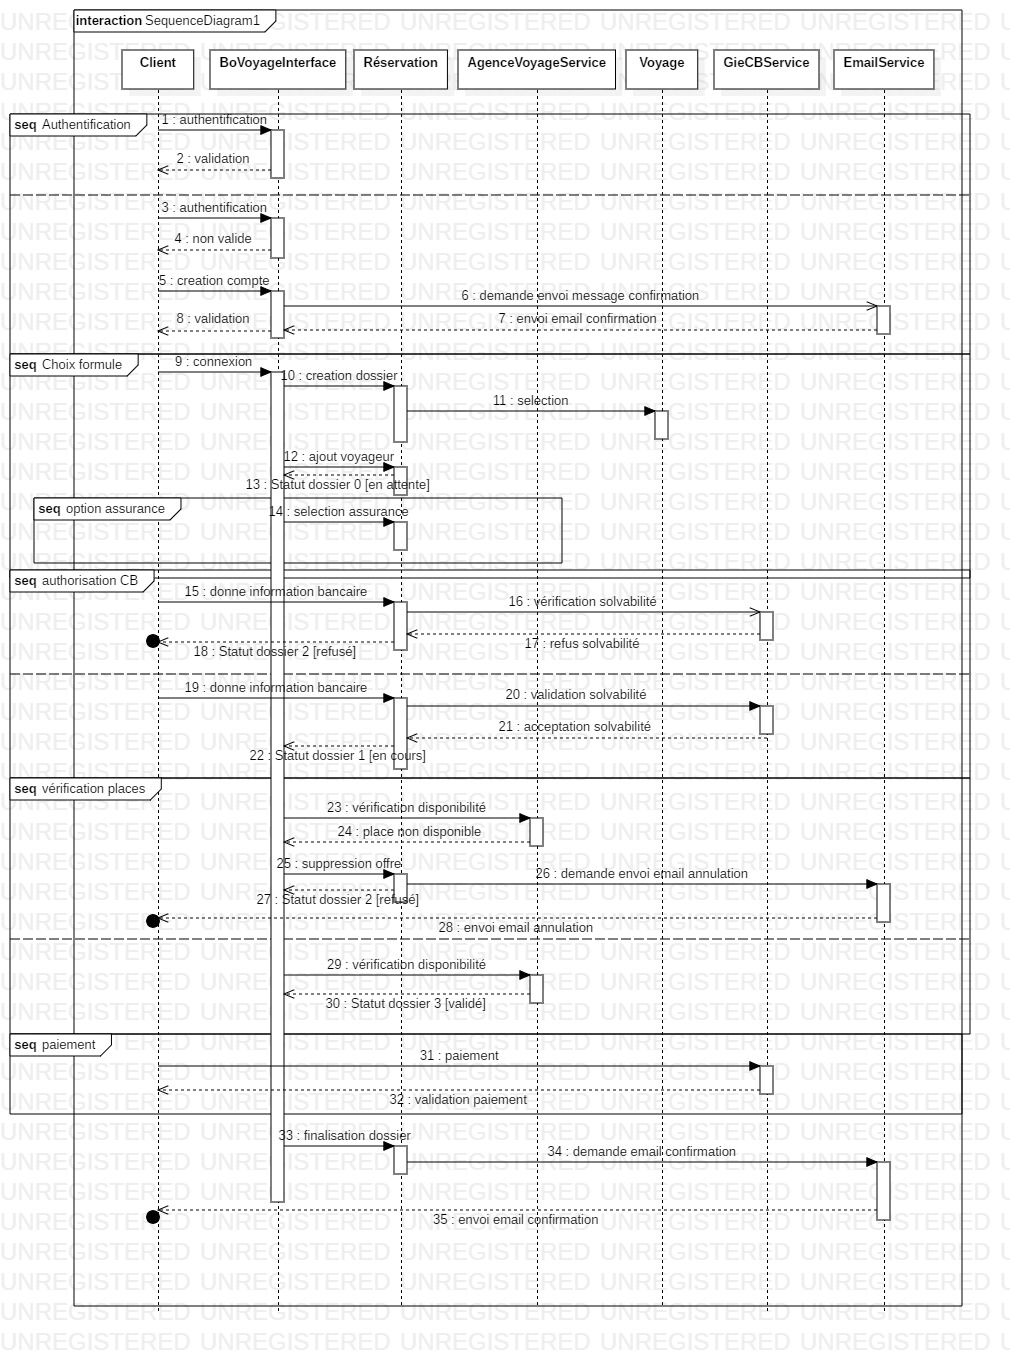 interaction SequenceDiagram1
Client
BoVoyageInterface
Réservation
AgenceVoyageService
Voyage
GieCBService
EmailService
seq Authentification
1 : authentification
2 : validation
3 : authentification
4 : non valide
5 : creation compte
6 : demande envoi message confirmation
7 : envoi email confirmation
8 : validation
seq Choix formule
9 : connexion
10 : creation dossier
11 : selection
12 : ajout voyageur
13 : Statut dossier 0 [en attente]
seq option assurance
14 : selection assurance
seq authorisation CB
15 : donne information bancaire
16 : vérification solvabilité
17 : refus solvabilité
18 : Statut dossier 2 [refusé]
19 : donne information bancaire
20 : validation solvabilité
21 : acceptation solvabilité
22 : Statut dossier 1 [en cours]
seq vérification places
23 : vérification disponibilité
24 : place non disponible
25 : suppression offre
26 : demande envoi email annulation
27 : Statut dossier 2 [refusé]
28 : envoi email annulation
29 : vérification disponibilité
30 : Statut dossier 3 [validé]
seq paiement
31 : paiement
32 : validation paiement
33 : finalisation dossier
34 : demande email confirmation
35 : envoi email confirmation
UNREGISTERED